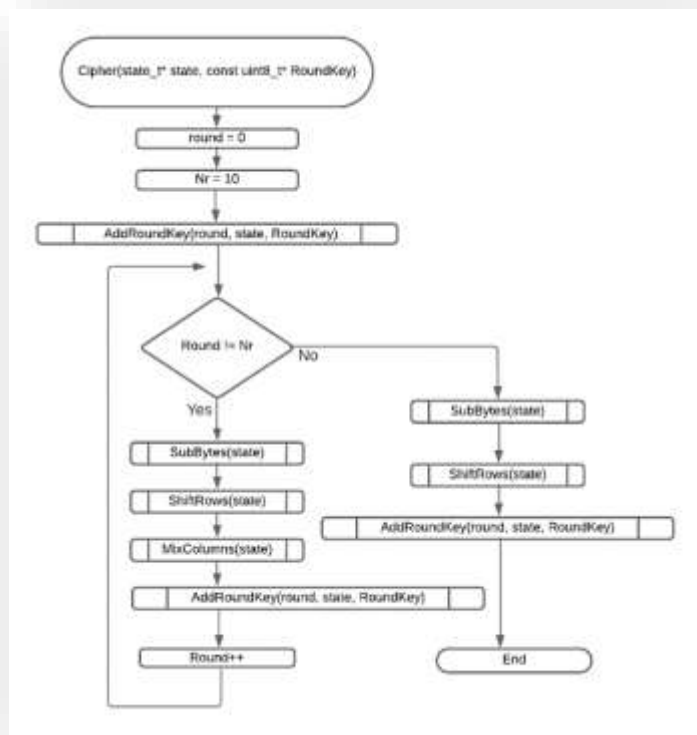 Cipher(state_t* state, const uint8_t* RoundKey)
round = 0
Nr = 10
AddRoundKey(round, state, RoundKey)
Round != Nr
No
Yes
SubBytes(state)
ShiftRows(state)
MixColumns(state)
AddRoundKey(round, state, RoundKey)
Round++
SubBytes(state)
ShiftRows(state)
AddRoundKey(round, state, RoundKey)
End